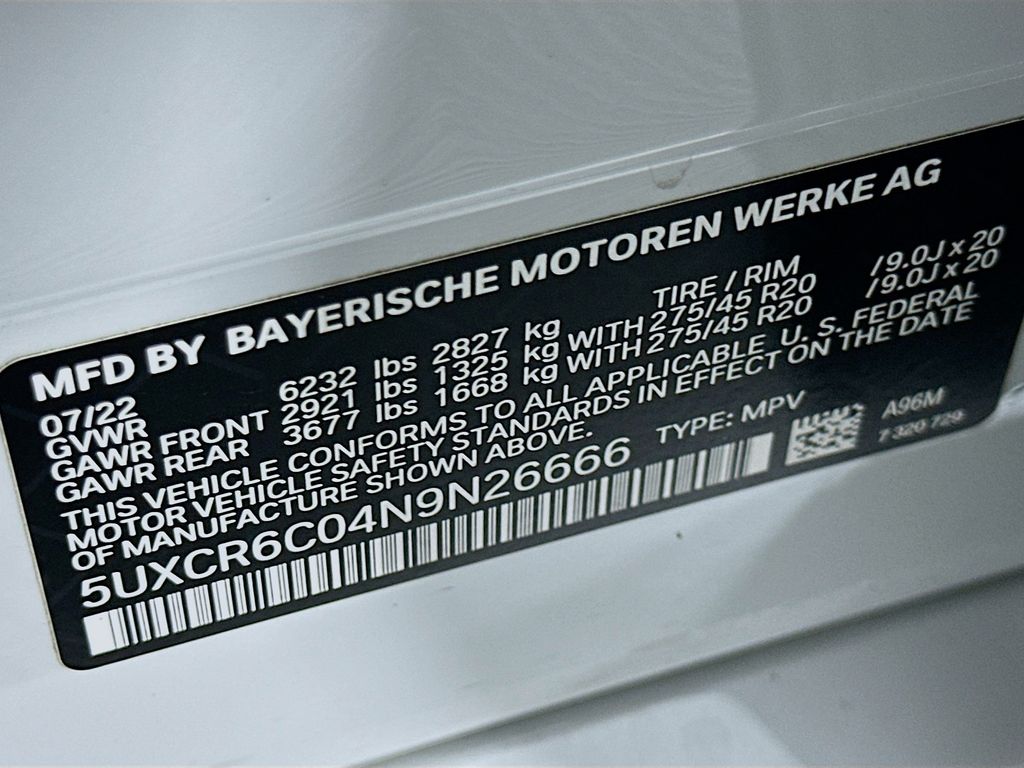 MFD BY BAYERISCHE MOTOREN WERKE AG
07/22 TIRE / RIM
GVWR 6232 lbs 2827 kg
GAWR FRONT 2921 lbs 1325 kg WITH 275/45 R20 /9.0J x 20
GAWR REAR 3677 lbs 1668 kg WITH 275/45 R20 /9.0J x 20
THIS VEHICLE CONFORMS TO ALL APPLICABLE U. S. FEDERAL
MOTOR VEHICLE SAFETY STANDARDS IN EFFECT ON THE DATE
OF MANUFACTURE SHOWN ABOVE.
5UXCR6C04N9N26666 TYPE: MPV A96M
7 320 729